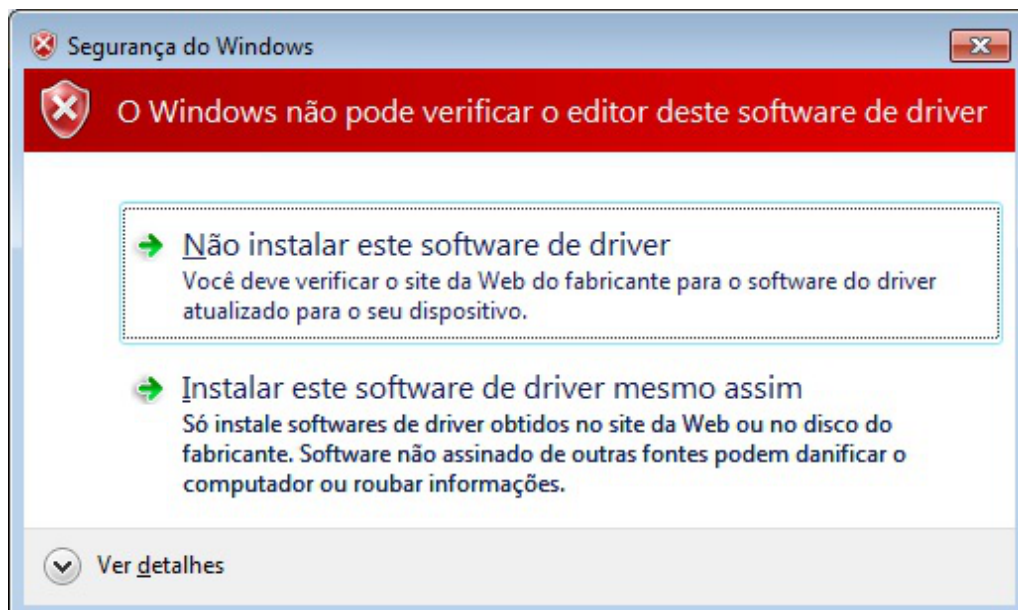 Segurança do Windows
O Windows não pode verificar o editor deste software de driver
Não instalar este software de driver
Você deve verificar o site da Web do fabricante para o software do driver
atualizado para o seu dispositivo.
Instalar este software de driver mesmo assim
Só instale softwares de driver obtidos no site da Web ou no disco do
fabricante. Software não assinado de outras fontes podem danificar o
computador ou roubar informações.
Ver detalhes